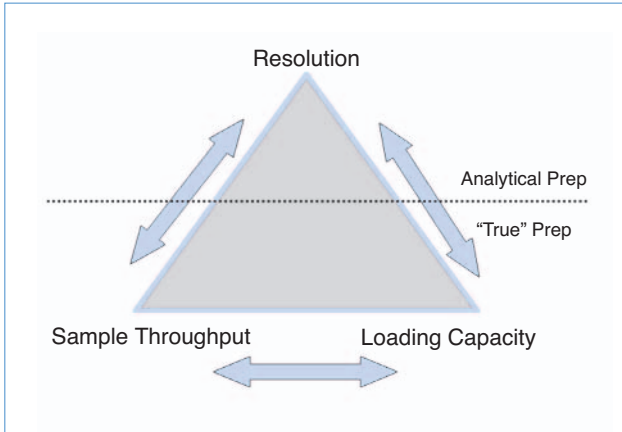 Resolution
Analytical Prep
“True” Prep
Sample Throughput
Loading Capacity